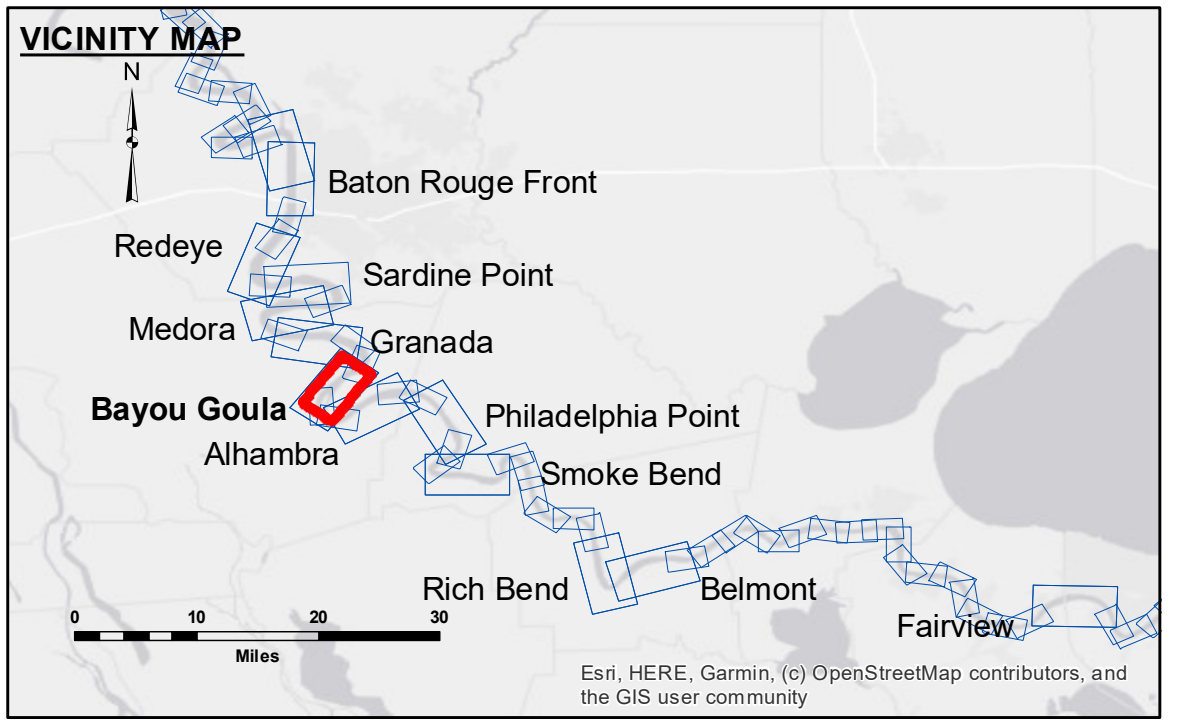 VICINITY MAP
N
Baton Rouge Front
Redeye
Sardine Point
Medora
Granada
Bayou Goula
Philadelphia Point
Alhambra
Smoke Bend
Rich Bend
Belmont
Fairview
0 10 20 30
Miles
Esri, HERE, Garmin, (c) OpenStreetMap contributors, and
the GIS user community